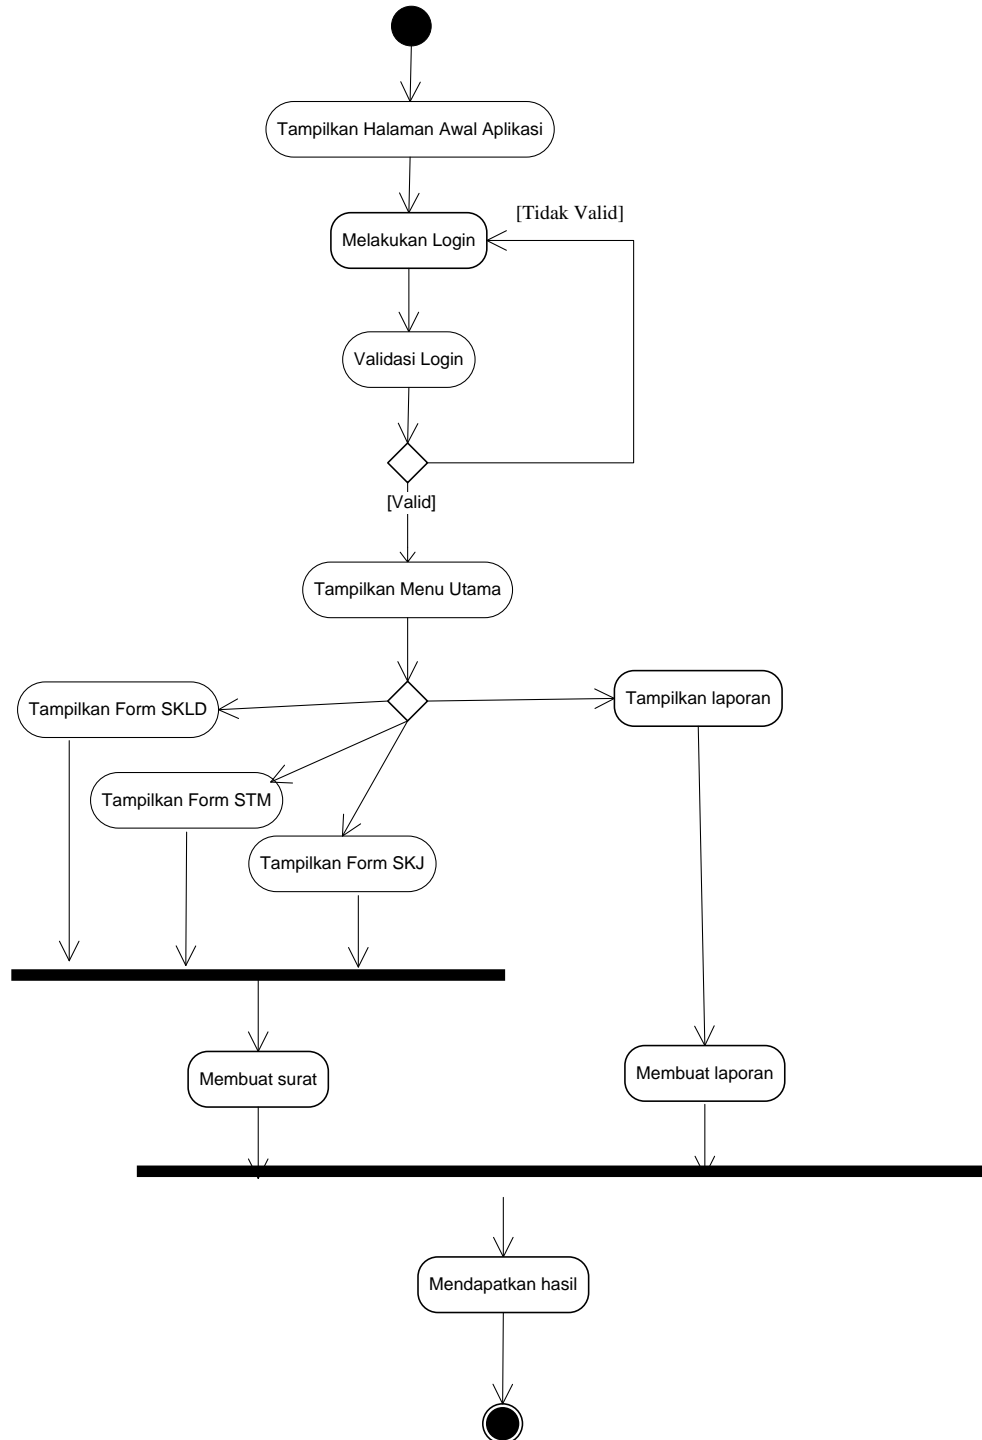 Tampilkan Halaman Awal Aplikasi
[Tidak Valid]
Melakukan Login
Validasi Login
[Valid]
Tampilkan Menu Utama
Tampilkan Form SKLD
Tampilkan laporan
Tampilkan Form STM
Tampilkan Form SKJ
Membuat surat
Membuat laporan
Mendapatkan hasil